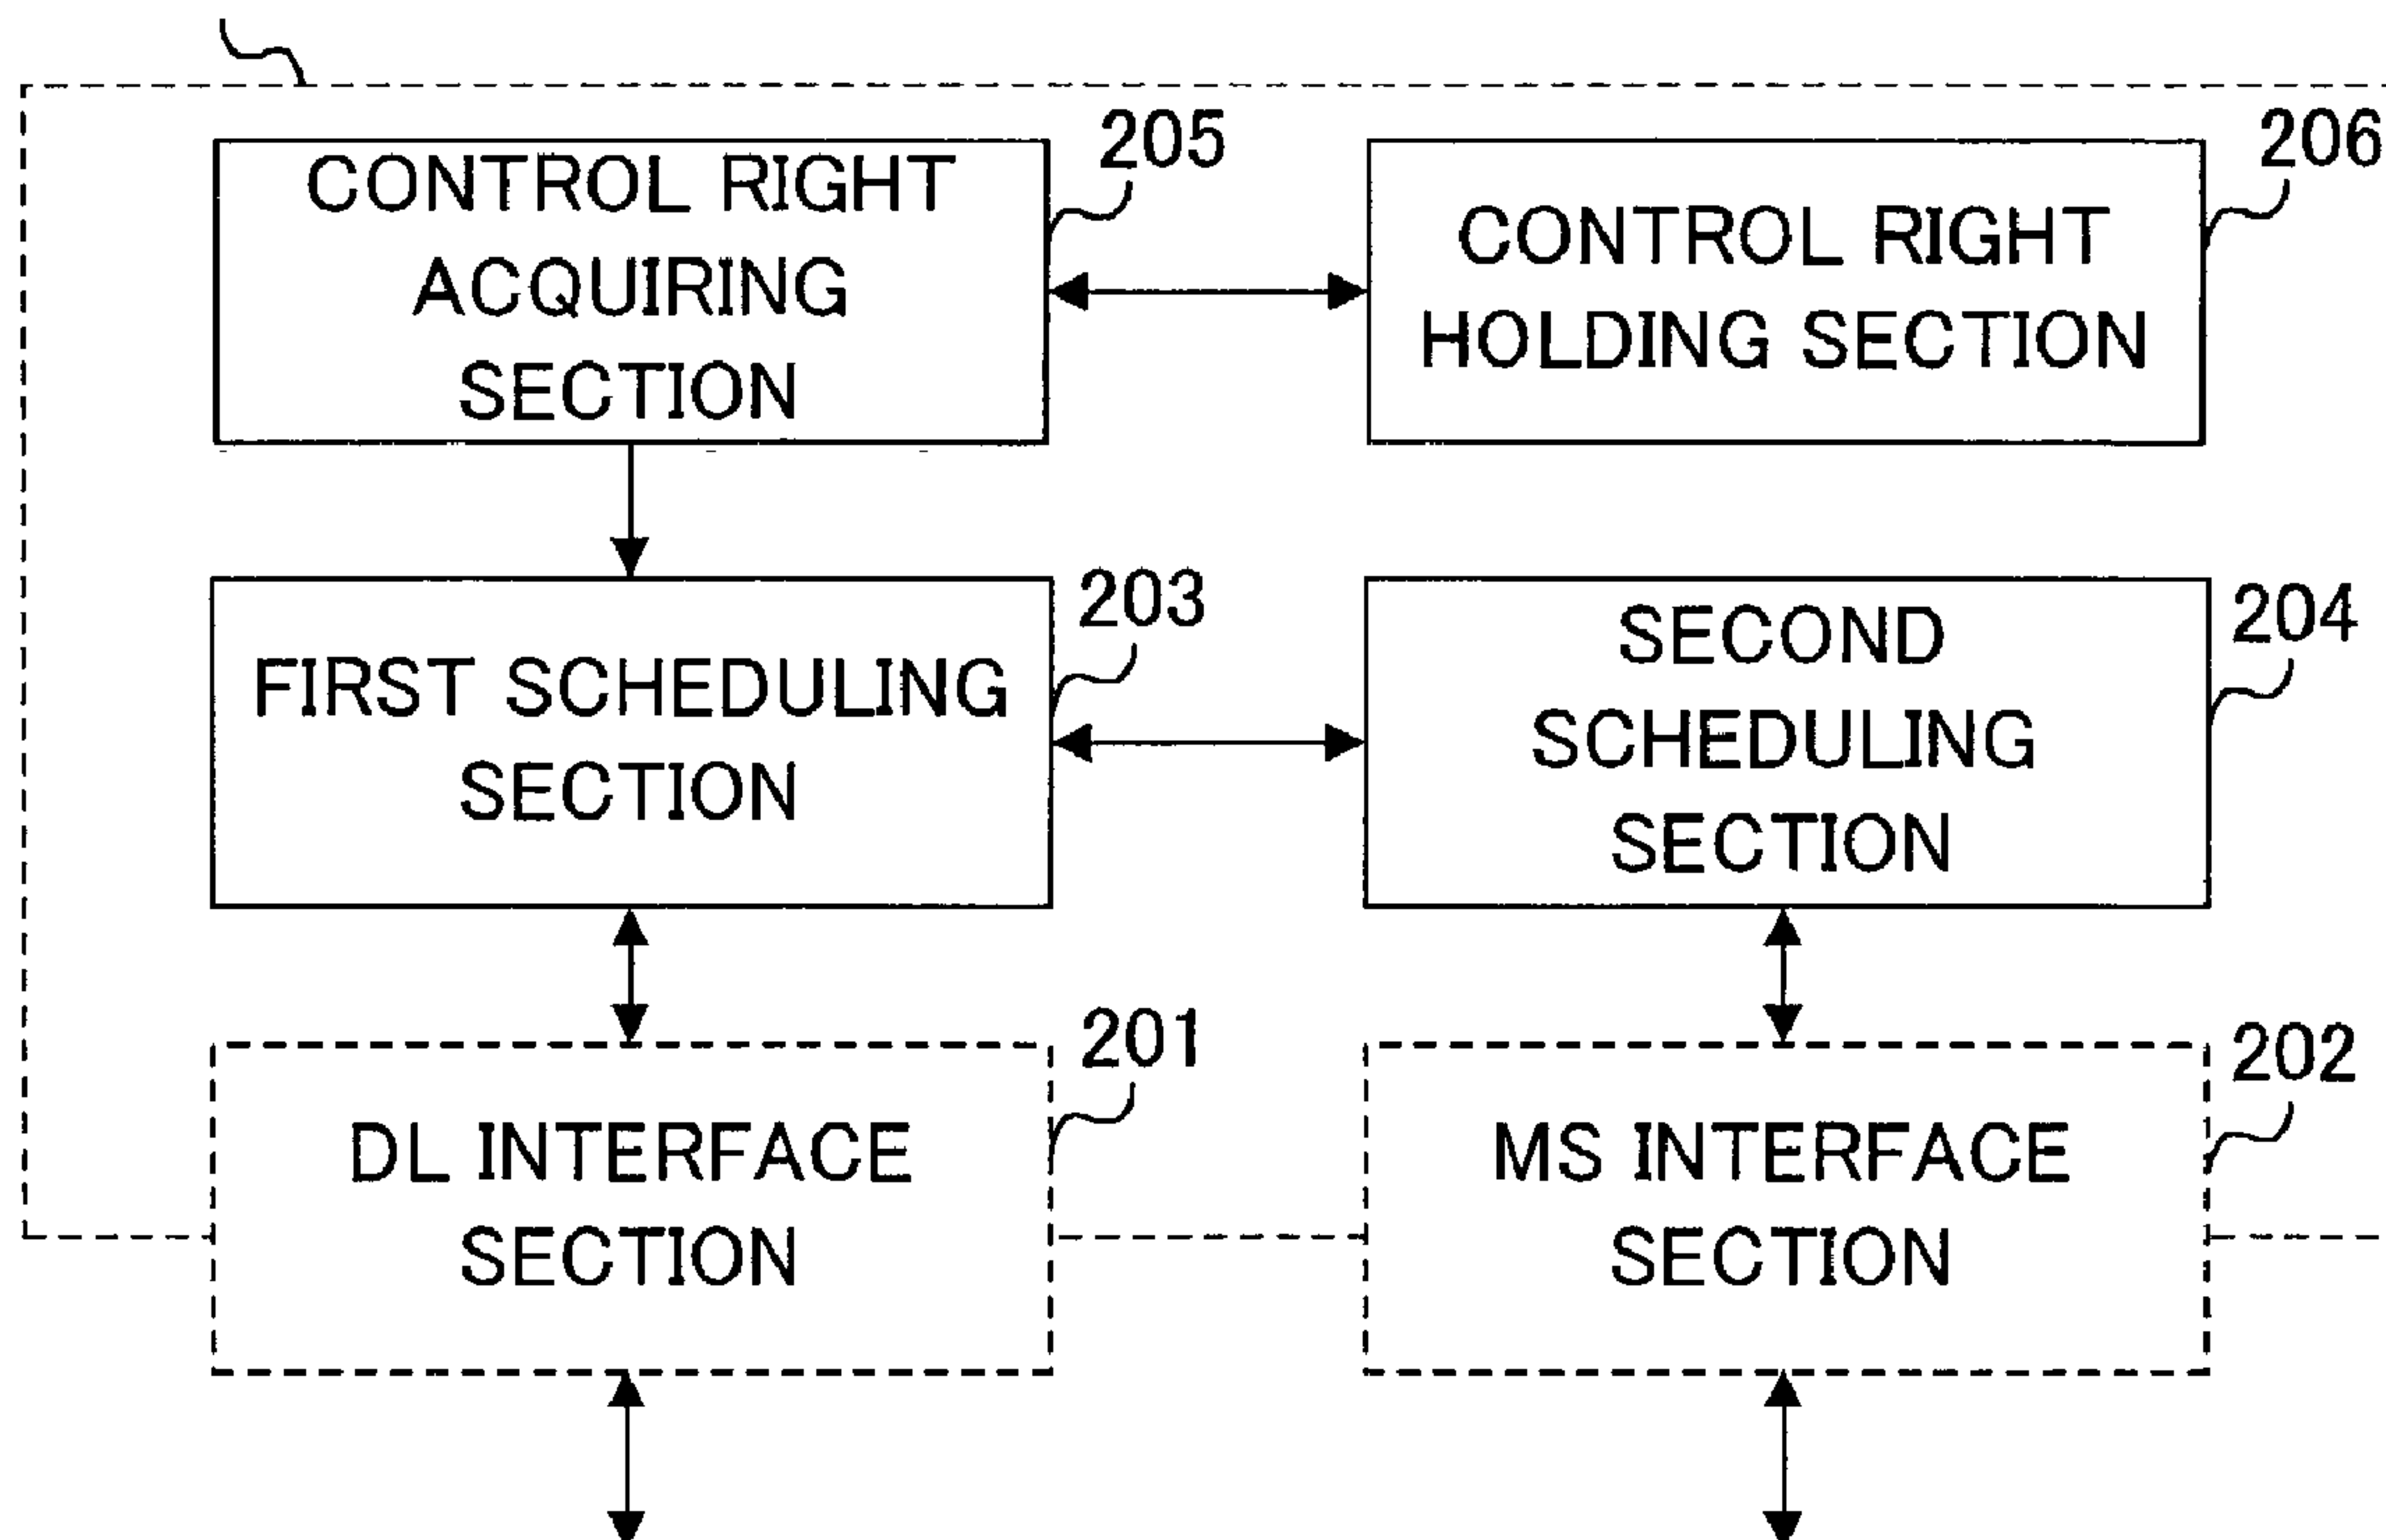 205
CONTROL RIGHT
ACQUIRING
SECTION
206
CONTROL RIGHT
HOLDING SECTION
203
FIRST SCHEDULING
SECTION
204
SECOND
SCHEDULING
SECTION
201
DL INTERFACE
SECTION
202
MS INTERFACE
SECTION